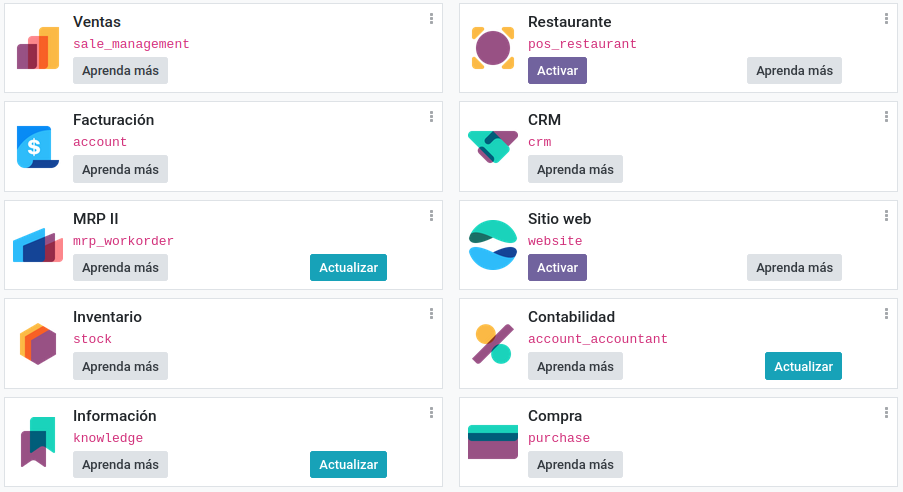 Ventas
sale_management
Aprenda más
Restaurante
pos_restaurant
Activar
Aprenda más
Facturación
account
Aprenda más
CRM
crm
Aprenda más
MRP II
mrp_workorder
Aprenda más
Actualizar
Sitio web
website
Activar
Aprenda más
Inventario
stock
Aprenda más
Contabilidad
account_accountant
Aprenda más
Actualizar
Información
knowledge
Aprenda más
Actualizar
Compra
purchase
Aprenda más